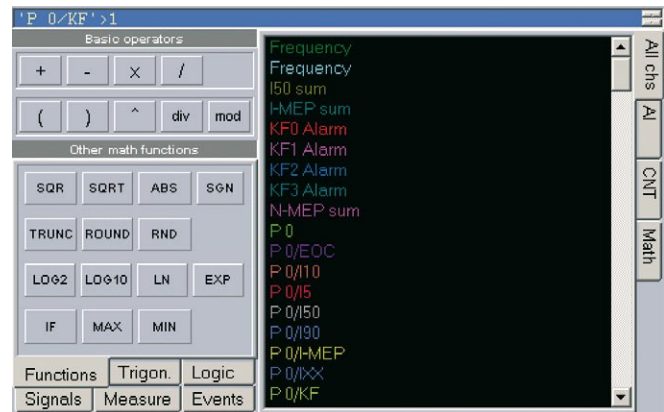 'P 0/KF'>1
Basic operators
+ - X /
( ) ^ div mod
Other math functions
SQR SQRT ABS SGN
TRUNC ROUND RND
LOG2 LOG10 LN EXP
IF MAX MIN
Functions Trigon. Logic
Signals Measure Events
Frequency
Frequency
I50 sum
I-MEP sum
KF0 Alarm
KF1 Alarm
KF2 Alarm
KF3 Alarm
N-MEP sum
P 0
P 0/EOC
P 0/I10
P 0/I5
P 0/I50
P 0/I90
P 0/I-MEP
P 0/IXX
P 0/KF
All chs
AI
CNT
Math